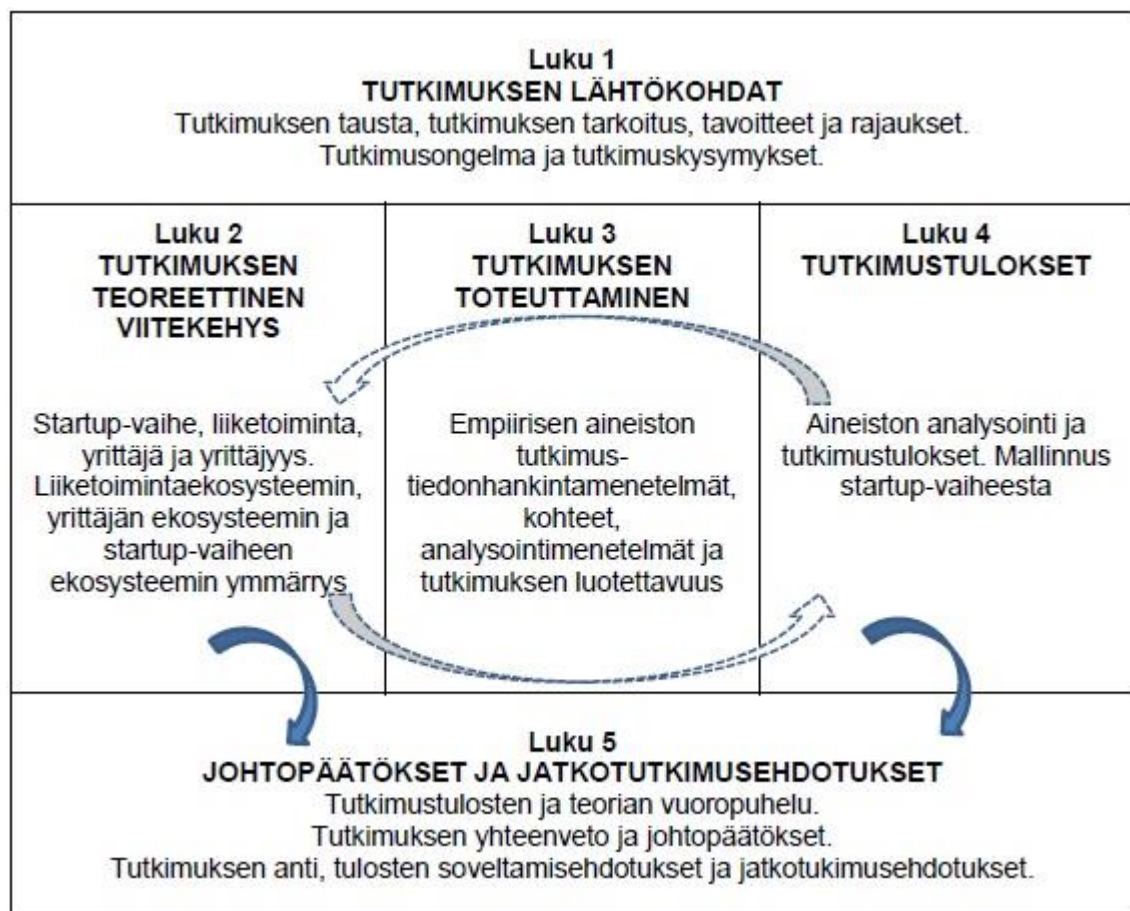 Luku 1
TUTKIMUKSEN LÄHTÖKOHDAT
Tutkimuksen tausta, tutkimuksen tarkoitus, tavoitteet ja rajaukset.
Tutkimusongelma ja tutkimuskysymykset.
Luku 2
TUTKIMUKSEN
TEOREETTINEN
VIITEKEHYS
Startup-vaihe, liiketoiminta,
yrittäjä ja yrittäjyys.
Liiketoimintaekosysteemin,
yrittäjän ekosysteemin ja
startup-vaiheen
ekosysteemin ymmärrys
Luku 3
TUTKIMUKSEN
TOTEUTTAMINEN
Empiirisen aineiston
tutkimus-
tiedonhankintamenetelmät,
kohteet,
analysointimenetelmät ja
tutkimuksen luotettavuus
Luku 4
TUTKIMUSTULOKSET
Aineiston analysointi ja
tutkimustulokset. Mallinnus
startup-vaiheesta
Luku 5
JOHTOPÄÄTÖKSET JA JATKOTUTKIMUSEHDOTUKSET
Tutkimustulosten ja teorian vuoropuhelu.
Tutkimuksen yhteenveto ja johtopäätökset.
Tutkimuksen anti, tulosten soveltamisehdotukset ja jatkotukimusehdotukset.